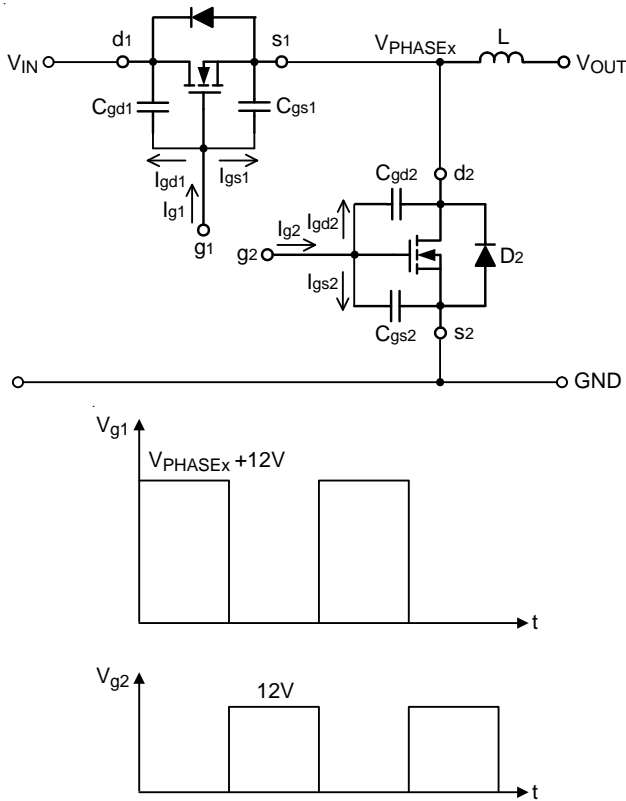 d1
s1
VPHASEx
L
VIN
VOUT
Cgd1
Cgs1
Igd1
Igs1
Ig1
g1
Cgd2
d2
Ig2
Igd2
g2
D2
Igs2
Cgs2
s2
GND
Vg1
VPHASEx +12V
t
Vg2
12V
t